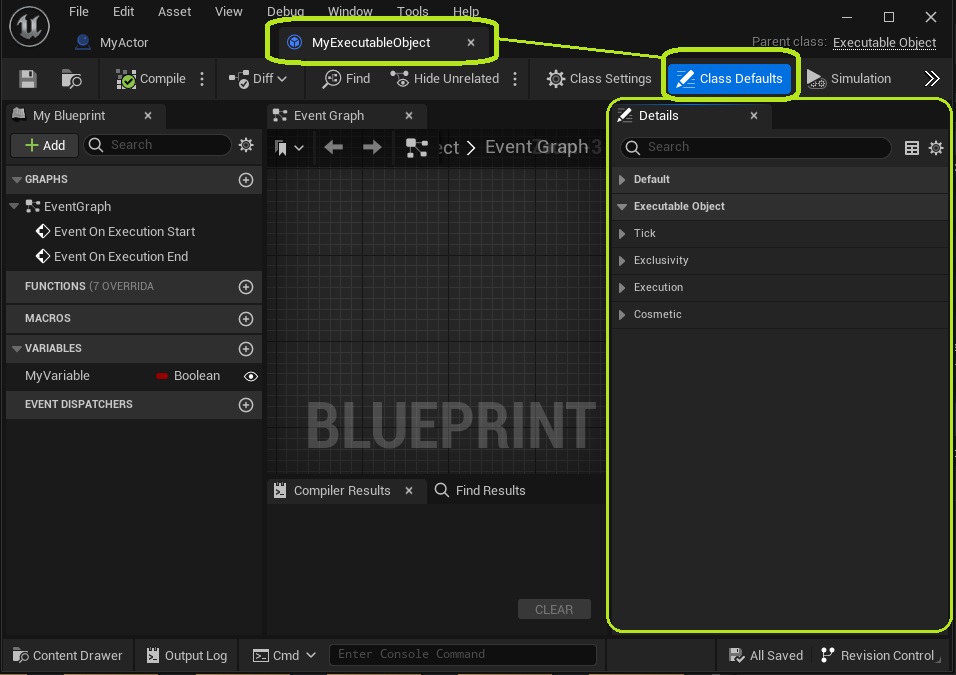 File Edit Asset View Debug Window Tools Help
MyActor
MyExecutableObject
Parent class: Executable Object
Compile
Diff
Find
Hide Unrelated
Class Settings
Class Defaults
Simulation
My Blueprint
Add
Search
GRAPHS
EventGraph
Event On Execution Start
Event On Execution End
FUNCTIONS (7 OVERRIDA
MACROS
VARIABLES
MyVariable Boolean
EVENT DISPATCHERS
Event Graph
ect > Event Graph
BLUEPRINT
Compiler Results
Find Results
CLEAR
Details
Search
Default
Executable Object
Tick
Exclusivity
Execution
Cosmetic
Content Drawer
Output Log
Cmd
Enter Console Command
All Saved
Revision Control